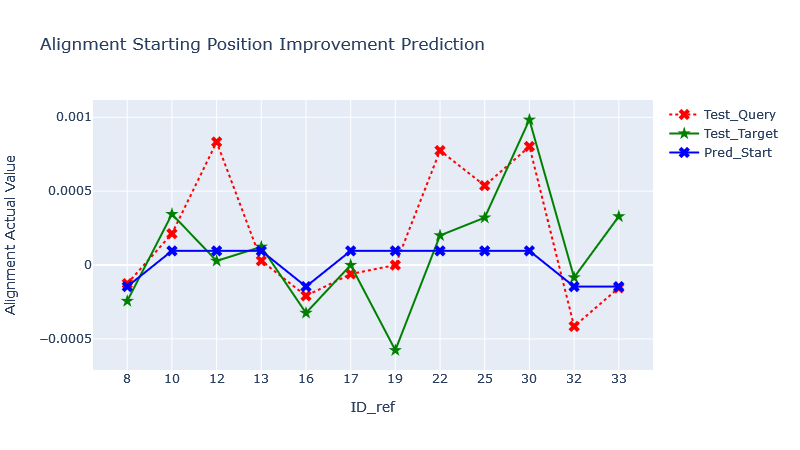 Alignment Starting Position Improvement Prediction
Test_Query
Test_Target
Pred_Start
Alignment Actual Value
0.001
0.0005
0
−0.0005
8 10 12 13 16 17 19 22 25 30 32 33
ID_ref